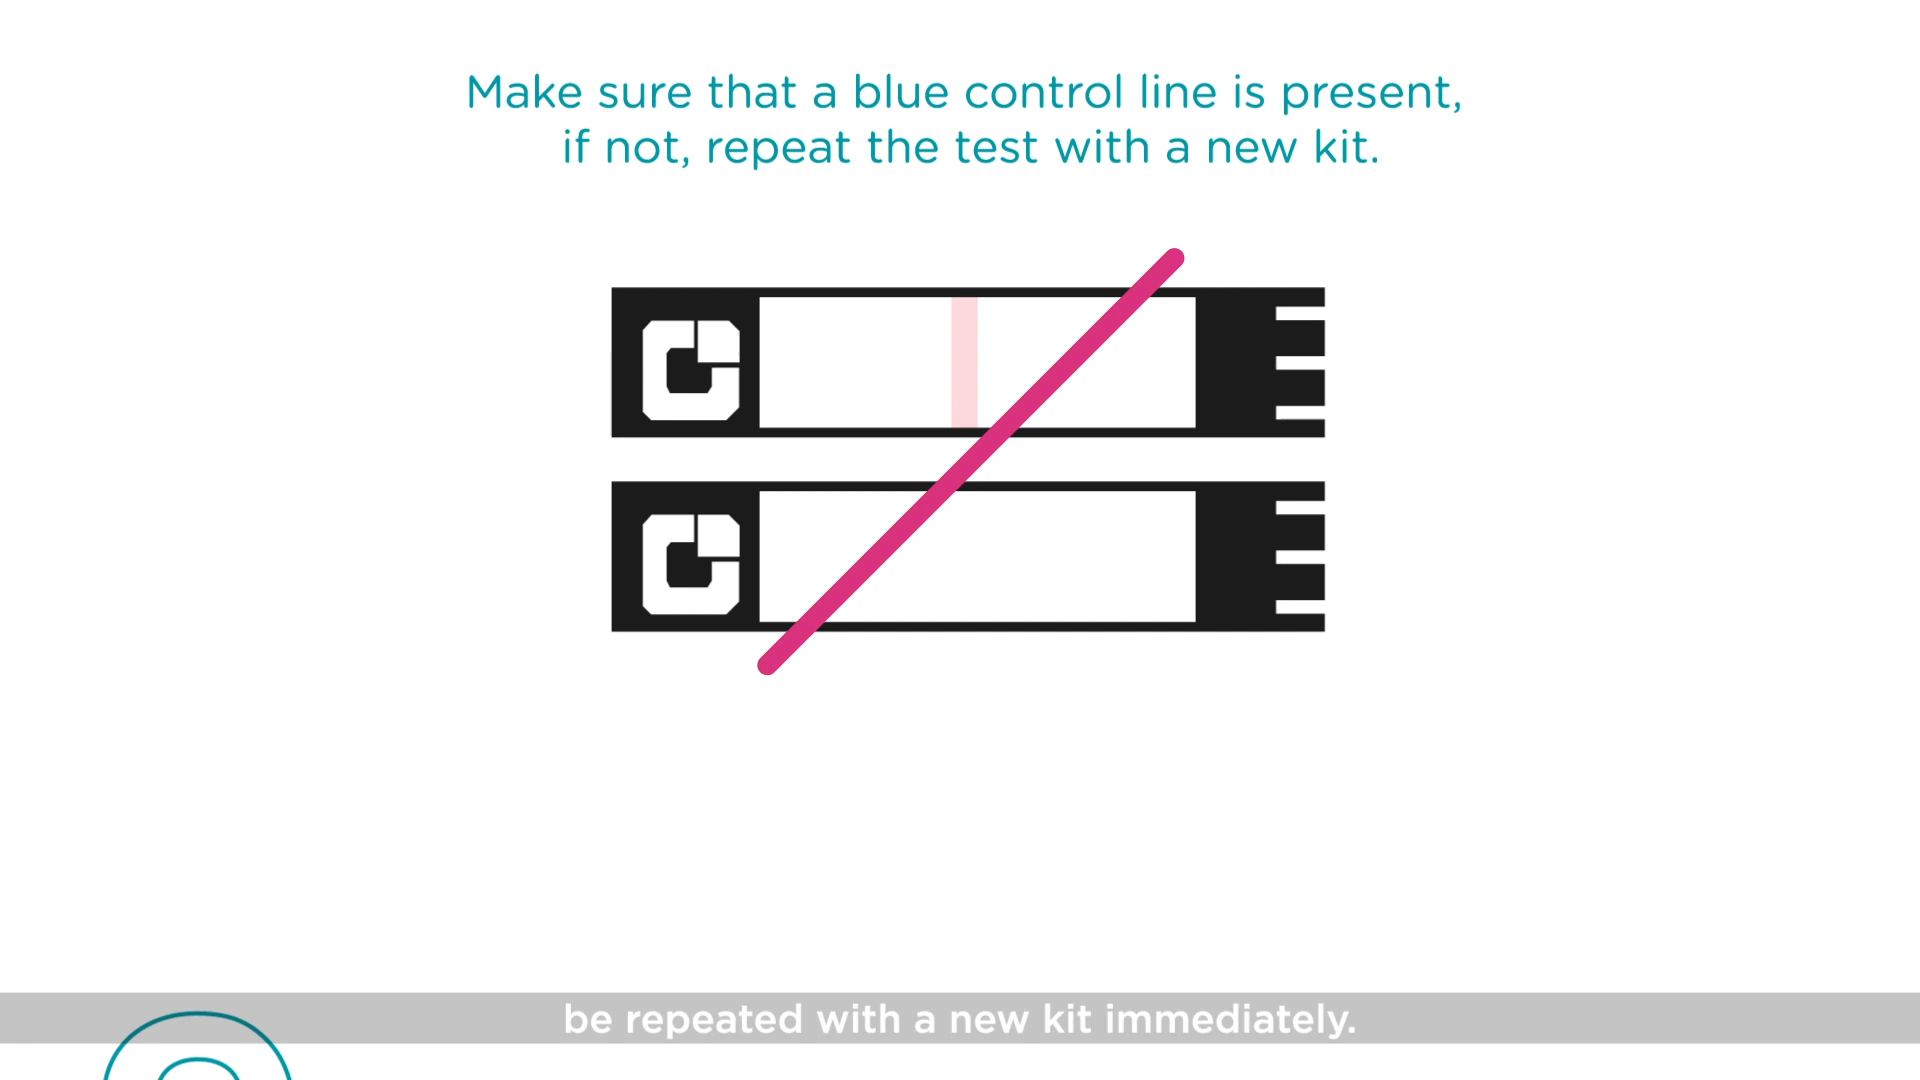 Make sure that a blue control line is present,
if not, repeat the test with a new kit.
be repeated with a new kit immediately.